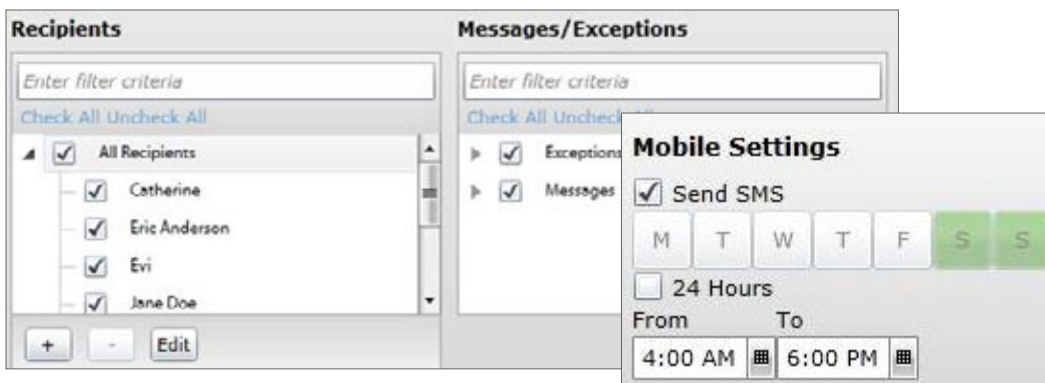 Recipients
Enter filter criteria
Check All Uncheck All
All Recipients
Catherine
Eric Anderson
Evi
Jane Doe
+ - Edit
Messages/Exceptions
Enter filter criteria
Check All Uncheck
Exceptions
Messages
Mobile Settings
Send SMS
M T W T F S S
24 Hours
From To
4:00 AM 6:00 PM